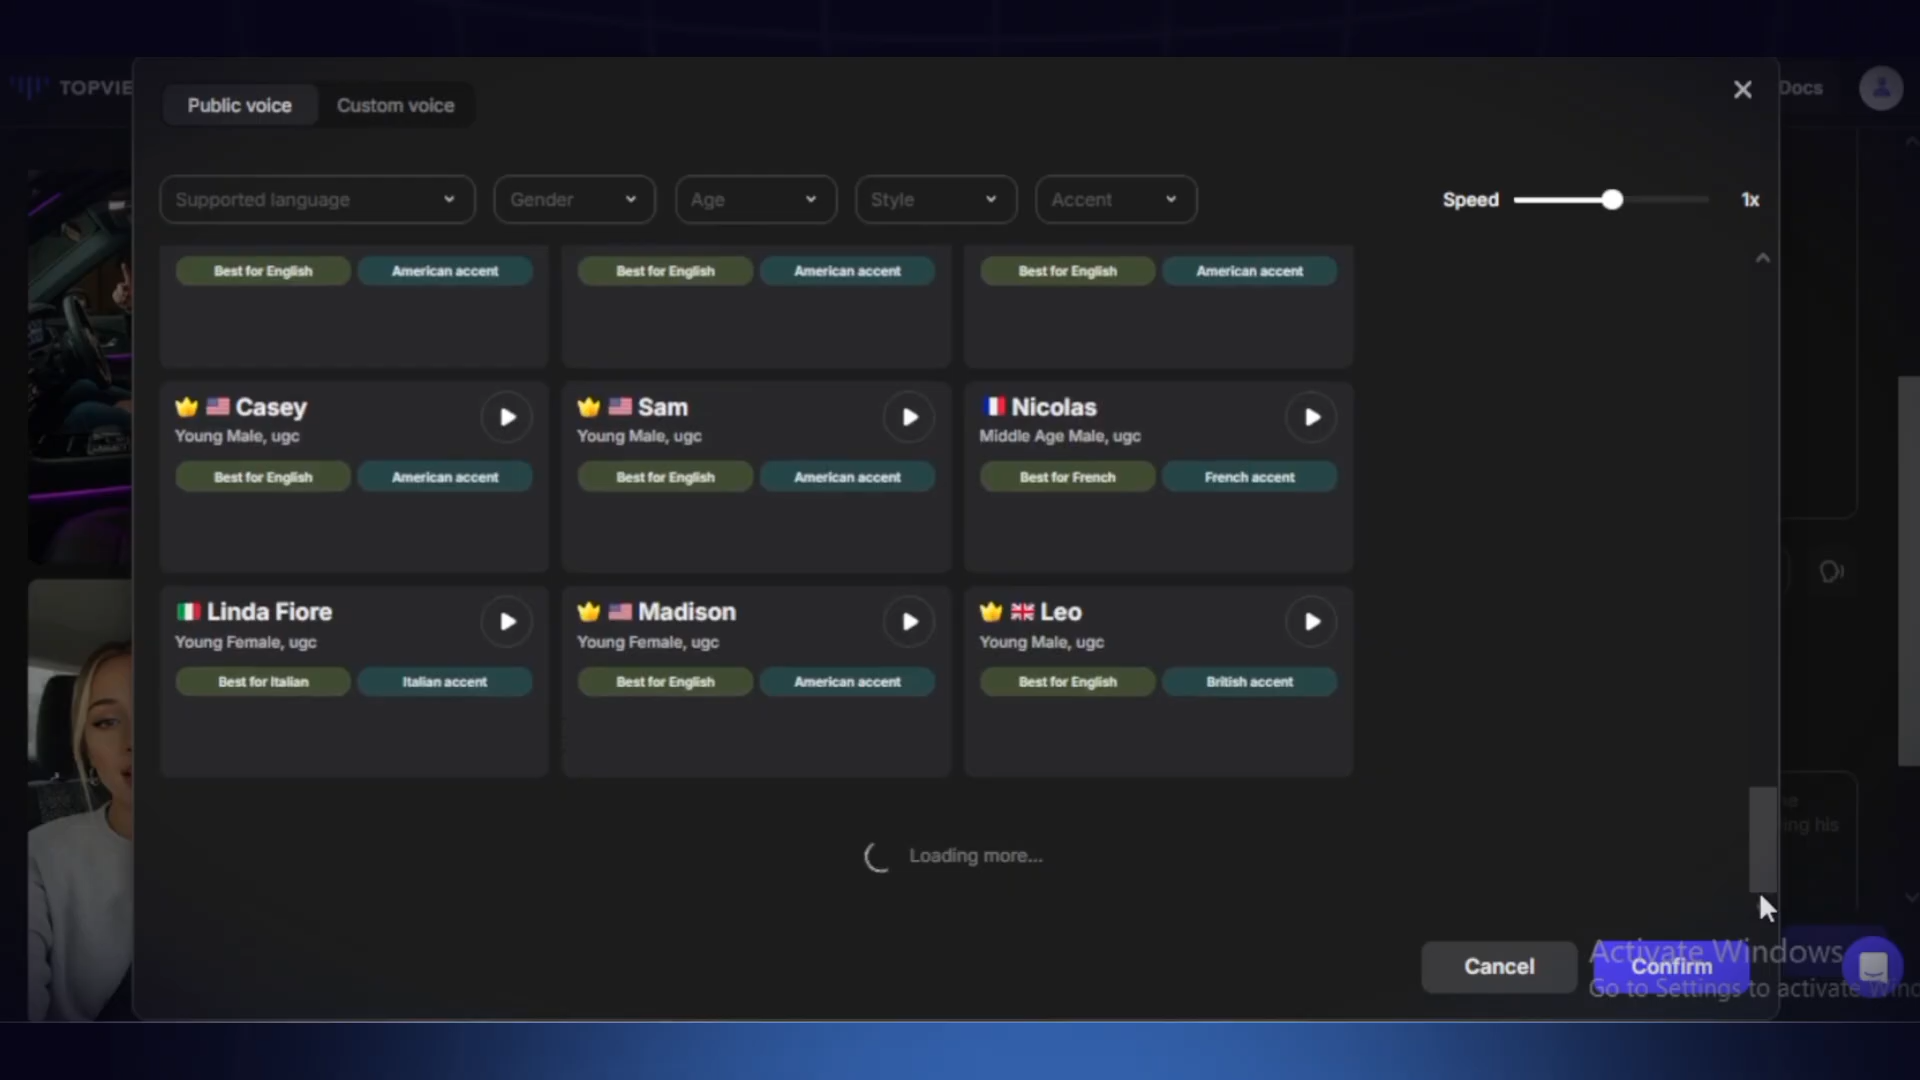 TOPVIE
Public voice
Custom voice
Docs
Supported language
Gender
Age
Style
Accent
Speed
1x
Best for English
American accent
Best for English
American accent
Best for English
American accent
Casey
Young Male, ugc
Best for English
American accent
Sam
Young Male, ugc
Best for English
American accent
Nicolas
Middle Age Male, ugc
Best for French
French accent
Linda Fiore
Young Female, ugc
Best for Italian
Italian accent
Madison
Young Female, ugc
Best for English
American accent
Leo
Young Male, ugc
Best for English
British accent
ing his
Loading more...
Cancel
Confirm
Activate Windows
Go to Settings to activate Wind